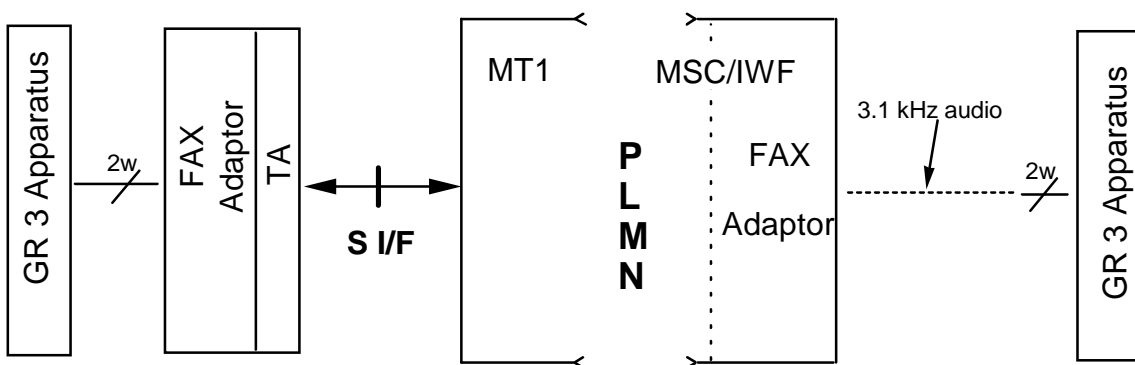 GR 3 Apparatus
2w
FAX
Adaptor
TA
S I/F
MT1
P
L
M
N
MSC/IWF
FAX
Adaptor
3.1 kHz audio
2w
GR 3 Apparatus